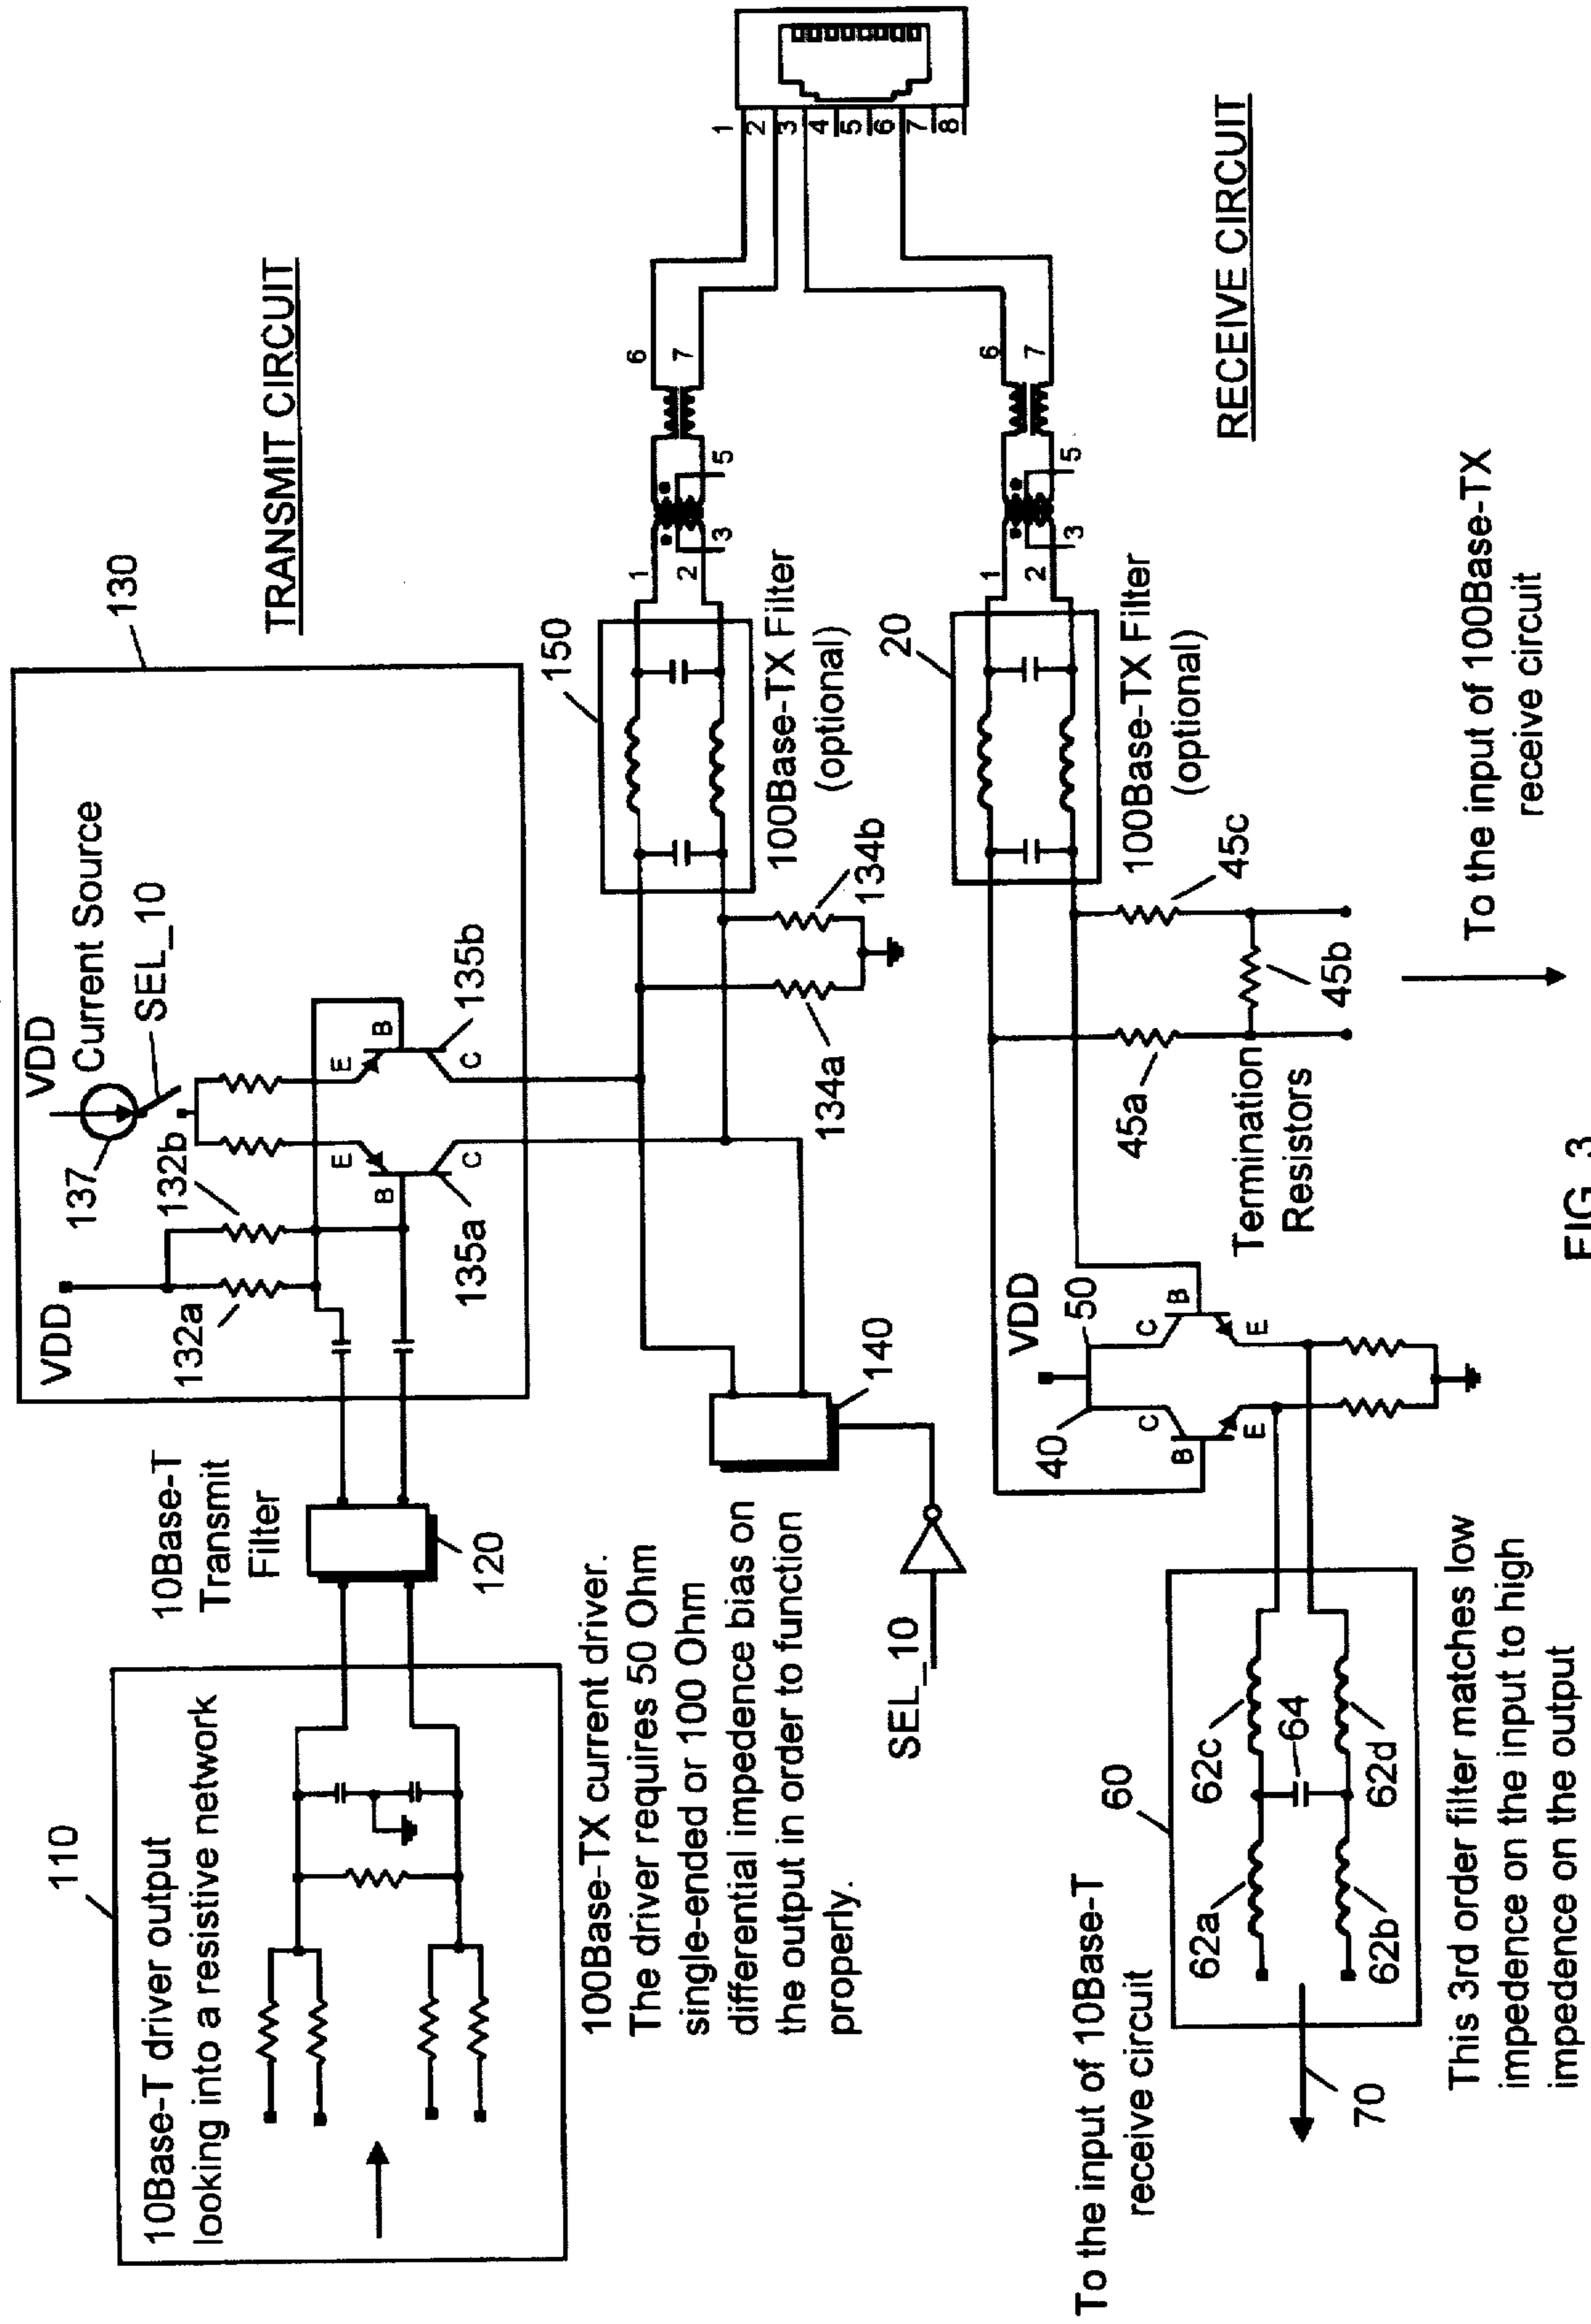 TRANSMIT CIRCUIT
130
VDD
137
Current Source
SEL_10
VDD
132a
132b
E
B
C
135a
E
B
C
135b
10Base-T
Transmit
Filter
120
110
10Base-T driver output
looking into a resistive network
100Base-TX current driver.
The driver requires 50 Ohm
single-ended or 100 Ohm
differential impedence bias on
the output in order to function
properly.
140
SEL_10
134a
134b
150
100Base-TX Filter
(optional)
1
2
3
5
6
7
1
2
3
4
5
6
7
8
RECEIVE CIRCUIT
20
100Base-TX Filter
(optional)
1
2
3
5
6
7
45a
45b
45c
Termination
Resistors
To the input of 100Base-TX
receive circuit
VDD
40
50
C
B
E
C
B
E
60
62a
62c
64
62b
62d
70
To the input of 10Base-T
receive circuit
This 3rd order filter matches low
impedence on the input to high
impedence on the output
FIG. 3